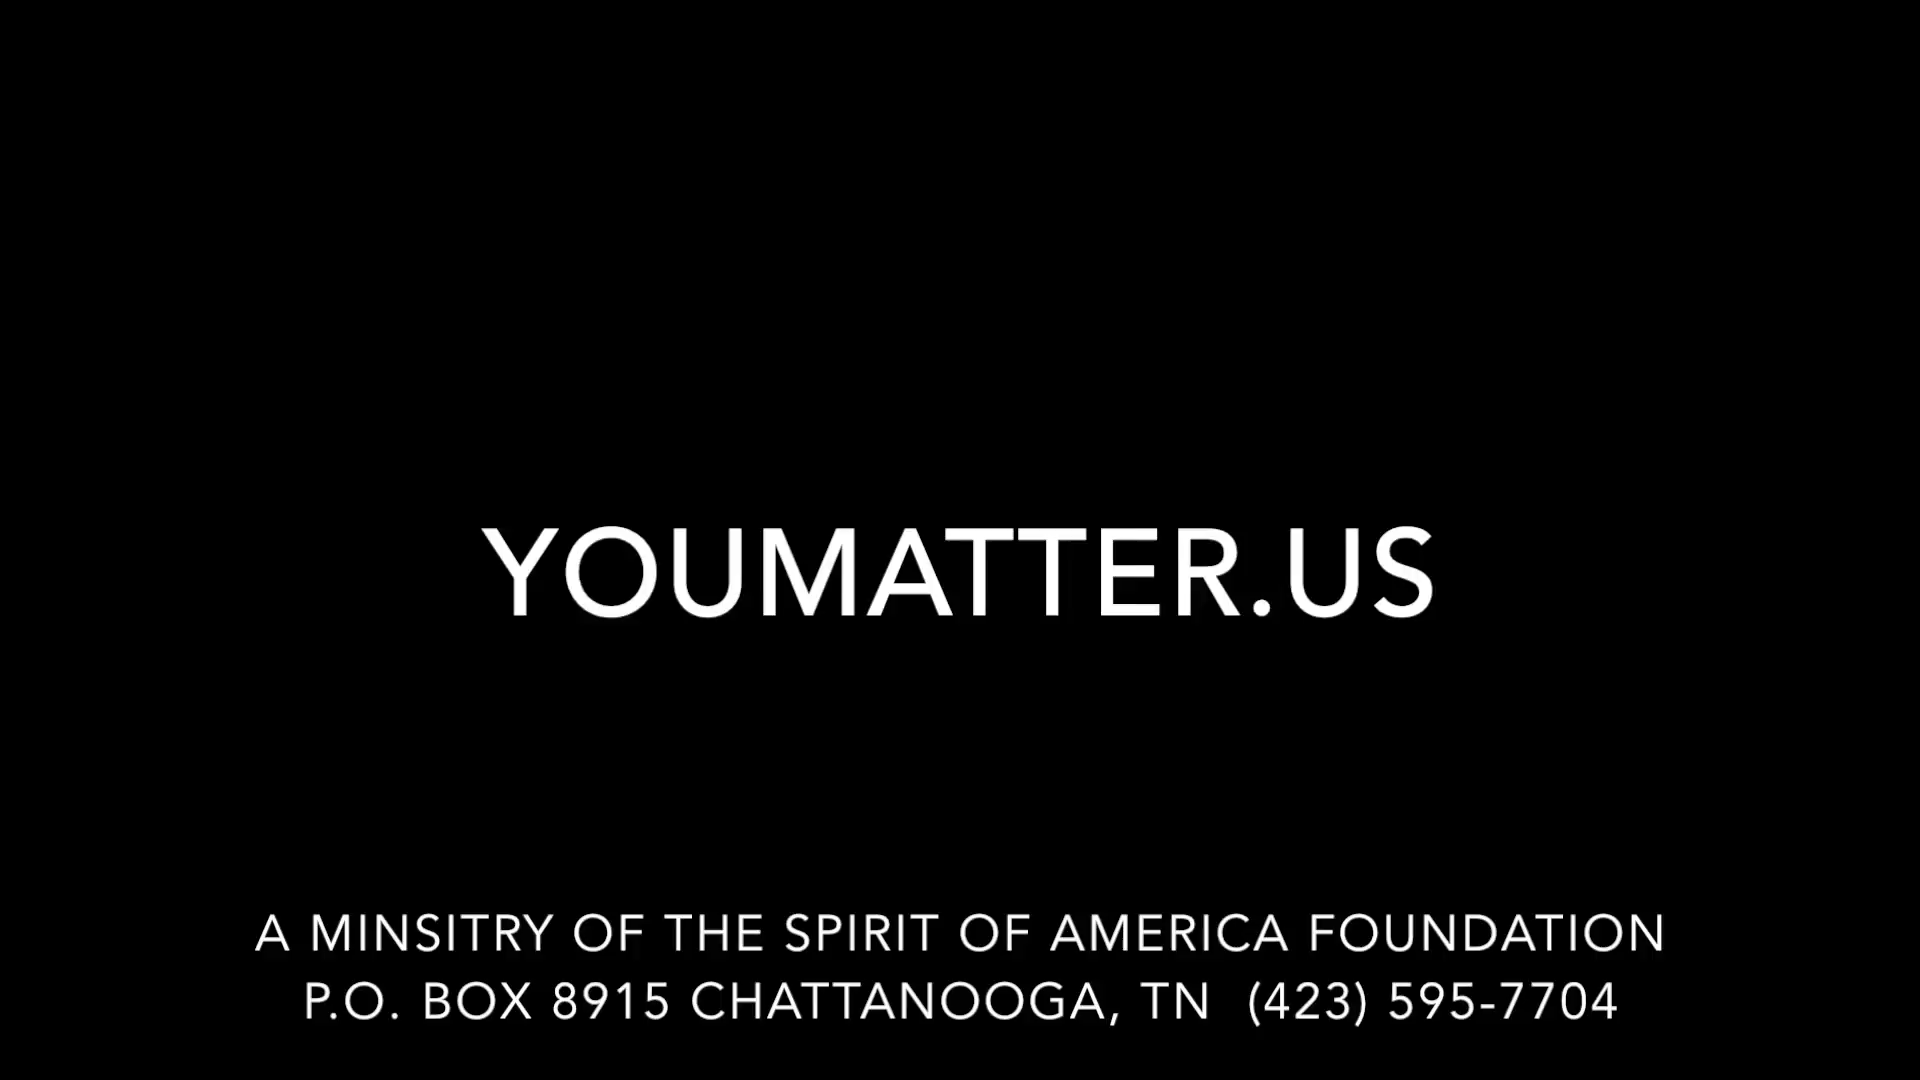 YOUMATTER.US
A MINSITRY OF THE SPIRIT OF AMERICA FOUNDATION
P.O. BOX 8915 CHATTANOOGA, TN (423) 595-7704